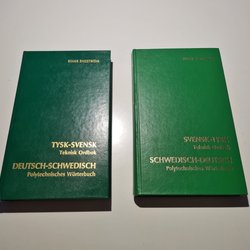 EINAR ENGSTRÖM
TYSK-SVENSK
Teknisk Ordbok
DEUTSCH-SCHWEDISCH
Polytechnisches Wörterbuch
EINAR ENGSTRÖM
SVENSK-TYSK
Teknisk Ordbok
SCHWEDISCH-DEUTSCH
Polytechnisches Wörterbuch